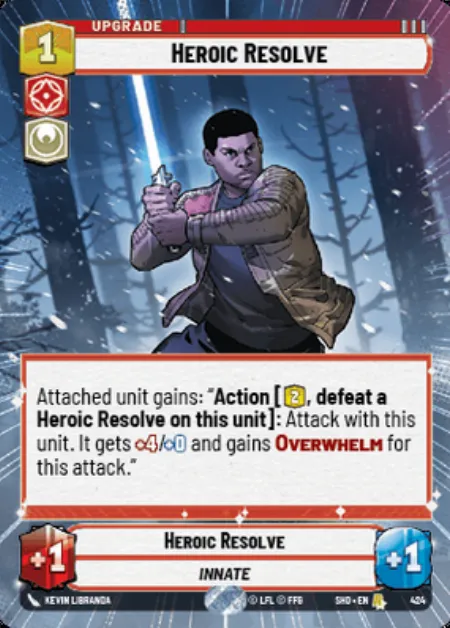 UPGRADE
1
HEROIC RESOLVE
Attached unit gains: "Action [2, defeat a
Heroic Resolve on this unit]: Attack with this
unit. It gets +4/+0 and gains OVERWHELM for
this attack."
+1
HEROIC RESOLVE
+1
INNATE
KEVIN LIBRANDA
© LFL © FFG
SHD • EN
424